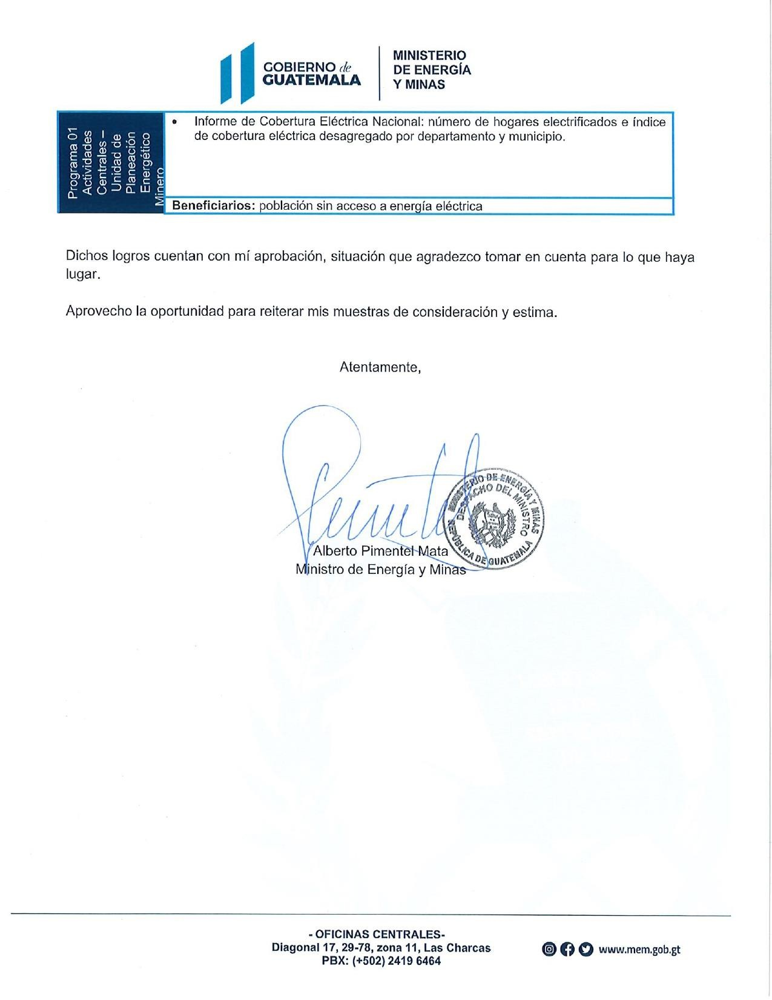 GOBIERNO de
GUATEMALA
MINISTERIO
DE ENERGÍA
Y MINAS
Programa 01
Actividades
Centrales –
Unidad de
Planeación
Energético
Minero
• Informe de Cobertura Eléctrica Nacional: número de hogares electrificados e índice
de cobertura eléctrica desagregado por departamento y municipio.
Beneficiarios: población sin acceso a energía eléctrica
Dichos logros cuentan con mí aprobación, situación que agradezco tomar en cuenta para lo que haya
lugar.
Aprovecho la oportunidad para reiterar mis muestras de consideración y estima.
Atentamente,
MINISTERIO DE ENERGÍA Y MINAS
DESPACHO DEL MINISTRO
REPÚBLICA DE GUATEMALA
Alberto Pimentel Mata
Ministro de Energía y Minas
- OFICINAS CENTRALES-
Diagonal 17, 29-78, zona 11, Las Charcas
PBX: (+502) 2419 6464
www.mem.gob.gt